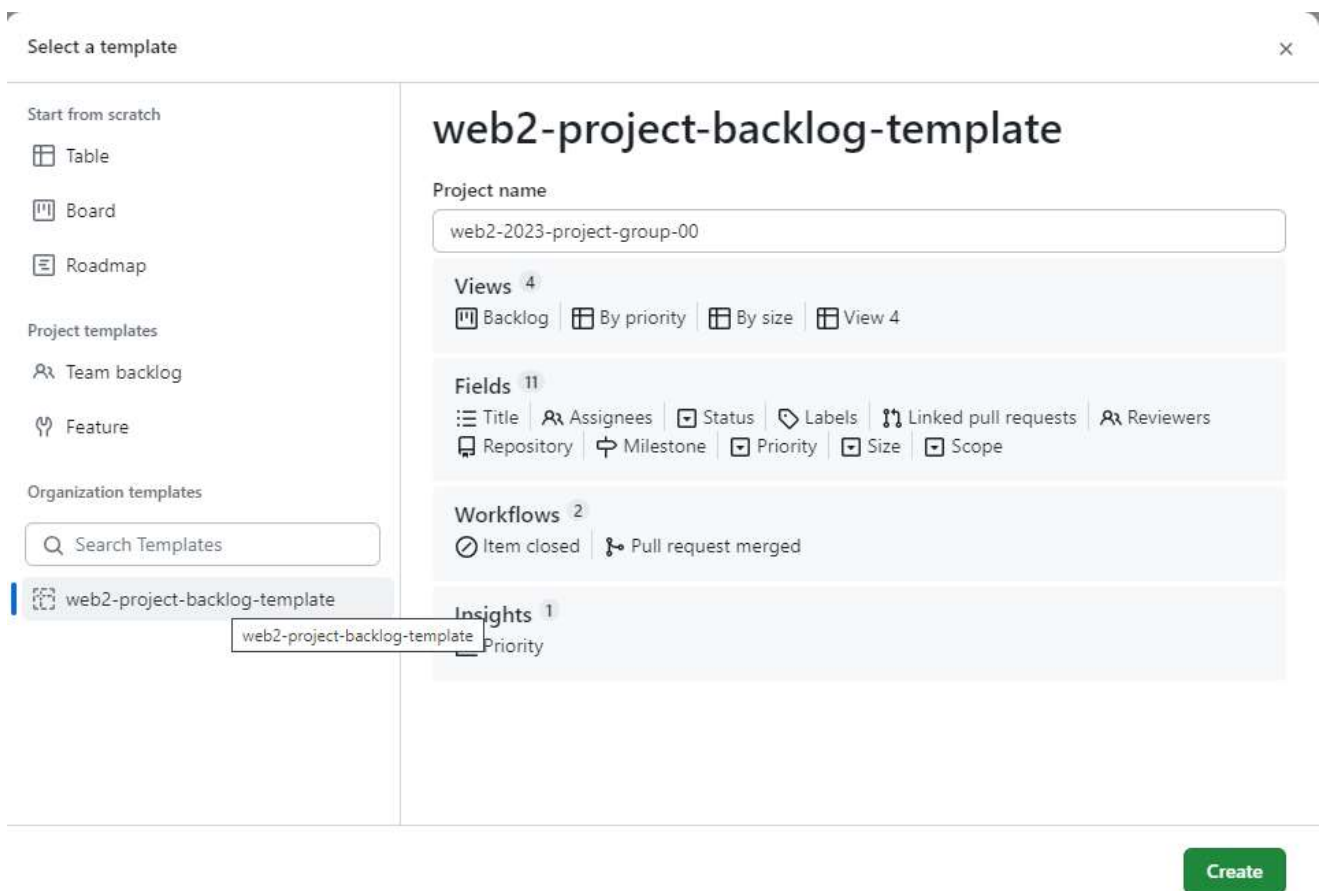 Select a template
Start from scratch
Table
Board
Roadmap
Project templates
Team backlog
Feature
Organization templates
Search Templates
web2-project-backlog-template
web2-project-backlog-template
web2-project-backlog-template
Project name
web2-2023-project-group-00
Views 4
Backlog By priority By size View 4
Fields 11
Title Assignees Status Labels Linked pull requests Reviewers
Repository Milestone Priority Size Scope
Workflows 2
Item closed Pull request merged
Insights 1
Priority
Create